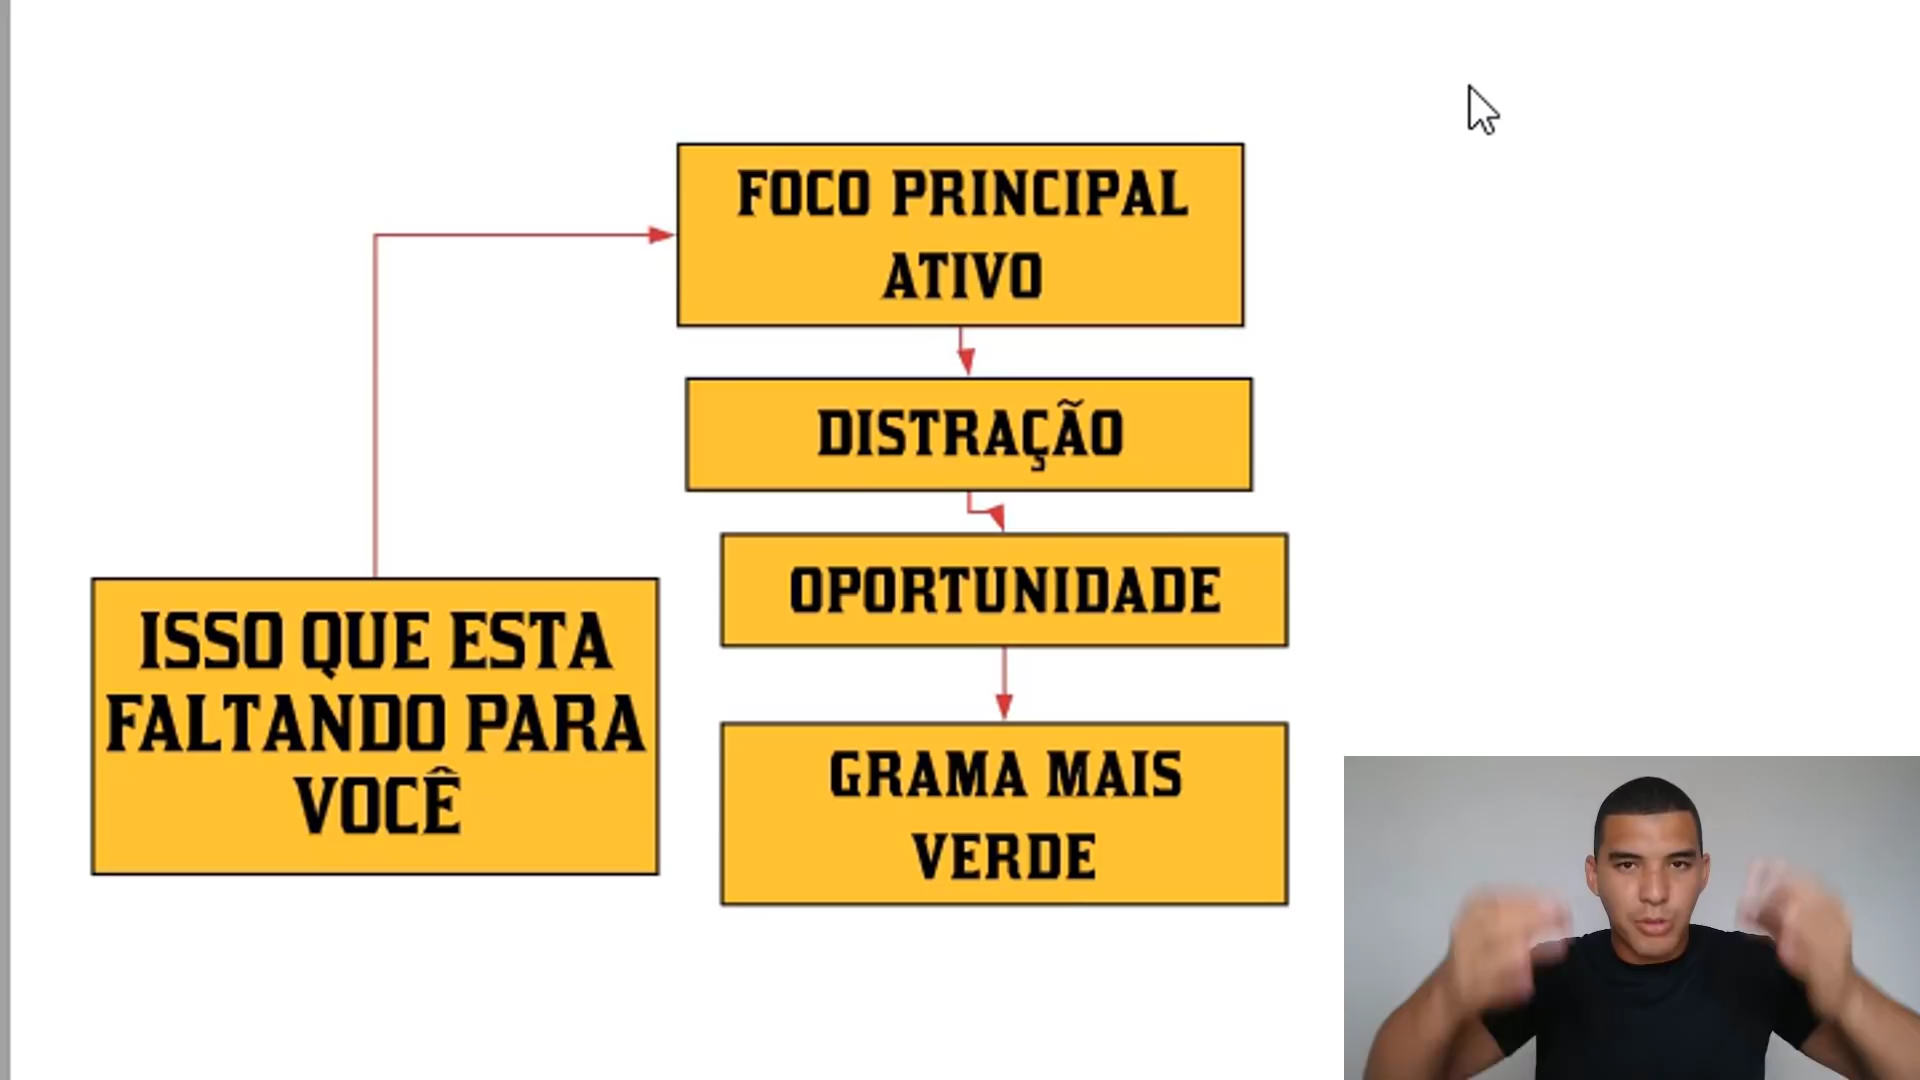 FOCO PRINCIPAL
ATIVO
DISTRAÇÃO
OPORTUNIDADE
GRAMA MAIS
VERDE
ISSO QUE ESTA
FALTANDO PARA
VOCÊ